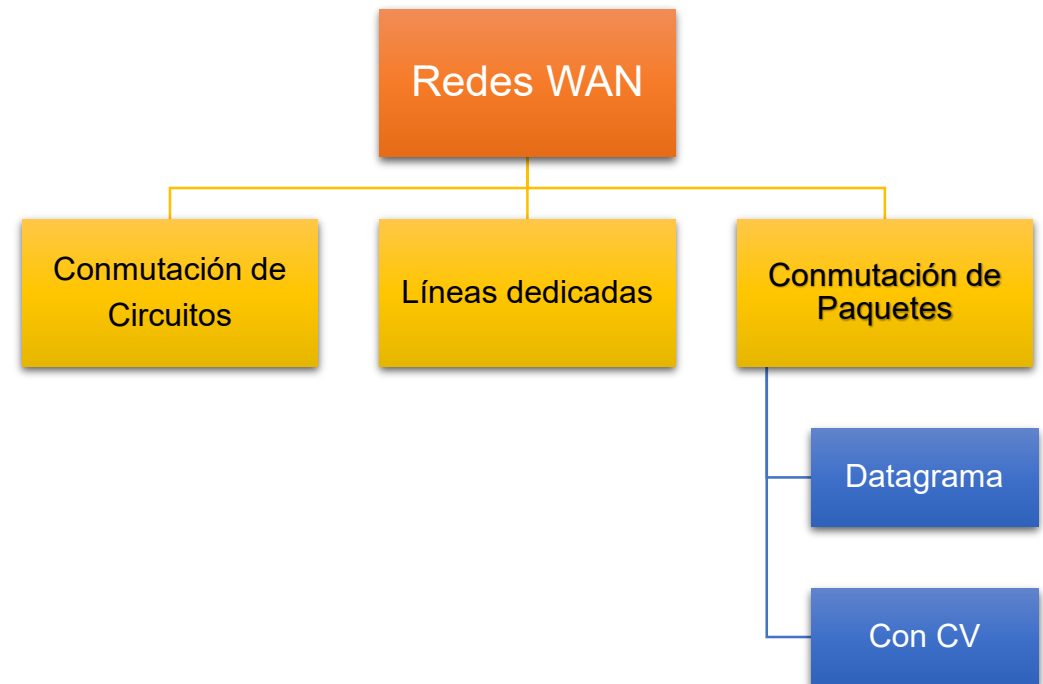 Redes WAN
Conmutación de
Circuitos
Líneas dedicadas
Conmutación de
Paquetes
Datagrama
Con CV